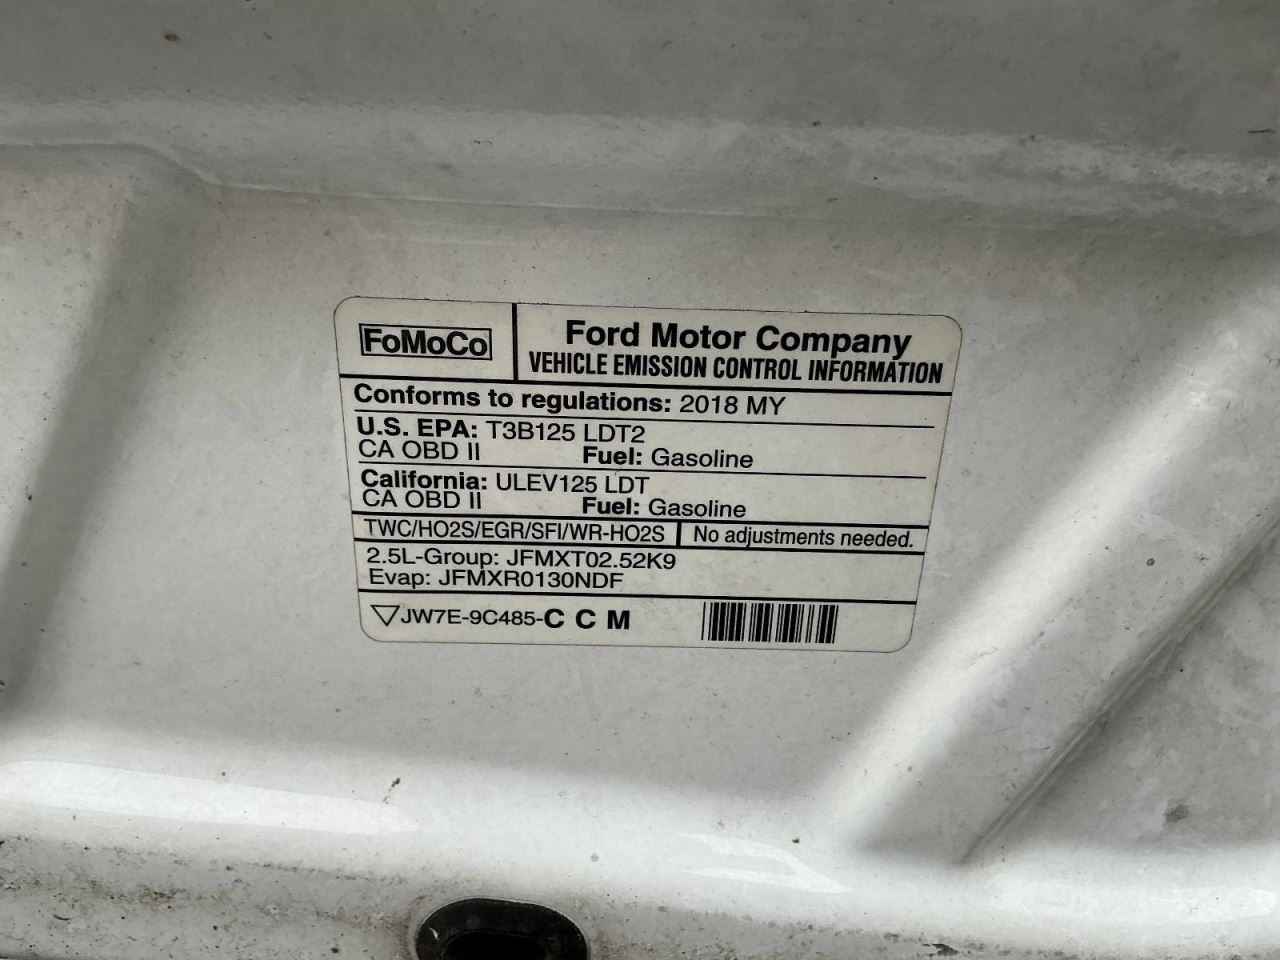 FoMoCo
Ford Motor Company
VEHICLE EMISSION CONTROL INFORMATION
Conforms to regulations: 2018 MY
U.S. EPA: T3B125 LDT2
CA OBD II Fuel: Gasoline
California: ULEV125 LDT
CA OBD II Fuel: Gasoline
TWC/HO2S/EGR/SFI/WR-HO2S No adjustments needed.
2.5L-Group: JFMXT02.52K9
Evap: JFMXR0130NDF
JW7E-9C485-C C M